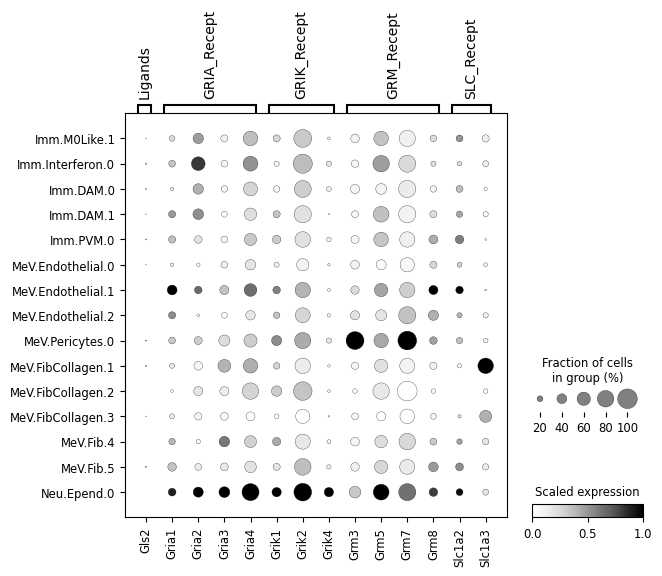 Ligands
GRIA_Recept
GRIK_Recept
GRM_Recept
SLC_Recept
Imm.M0Like.1
Imm.Interferon.0
Imm.DAM.0
Imm.DAM.1
Imm.PVM.0
MeV.Endothelial.0
MeV.Endothelial.1
MeV.Endothelial.2
MeV.Pericytes.0
MeV.FibCollagen.1
MeV.FibCollagen.2
MeV.FibCollagen.3
MeV.Fib.4
MeV.Fib.5
Neu.Epend.0
Gls2
Gria1
Gria2
Gria3
Gria4
Grik1
Grik2
Grik4
Grm3
Grm5
Grm7
Grm8
Slc1a2
Slc1a3
Fraction of cells
in group (%)
20 40 60 80 100
Scaled expression
0.0 0.5 1.0